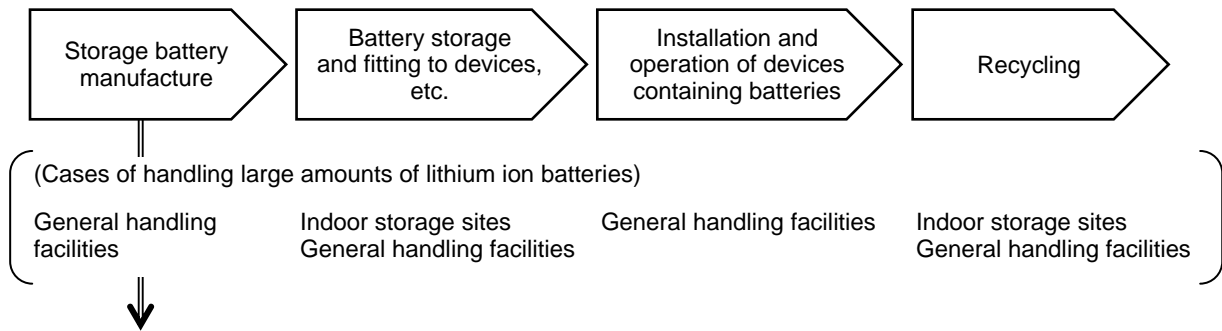 Storage battery
manufacture
Battery storage
and fitting to devices,
etc.
Installation and
operation of devices
containing batteries
Recycling
(Cases of handling large amounts of lithium ion batteries)
General handling
facilities
Indoor storage sites
General handling facilities
General handling facilities
Indoor storage sites
General handling facilities